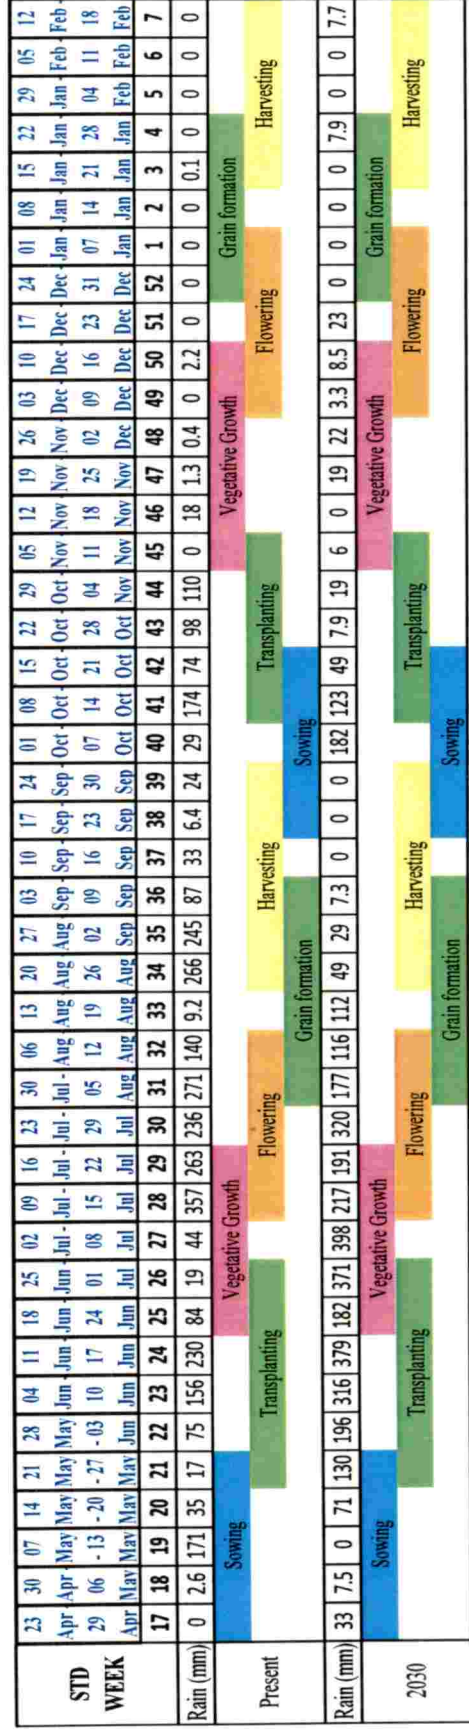 23 30 07 14 21 28 04 11 18 25 02 09 16 23 30 06 13 20 27 03 10 17 24 01 08 15 22 29 05 12 19 26 03 10 17 24 01 08 15 22 29 05 12
STD Apr - Apr - May May May May Jun - Jun - Jun - Jun - Jul - Jul - Jul - Jul - Jul - Aug - Aug Aug Aug Sep - Sep - Sep - Sep - Oct - Oct - Oct - Oct - Oct - Nov - Nov - Nov - Nov - Dec - Dec - Dec - Dec - Jan - Jan - Jan - Jan - Jan - Feb - Feb -
WEEK 29 06 - 13 - 20 - 27 - 03 10 17 24 01 08 15 22 29 05 12 19 26 02 09 16 23 30 07 14 21 28 04 11 18 25 02 09 16 23 31 07 14 21 28 04 11 18
Apr May May May May Jun Jun Jun Jun Jul Jul Jul Jul Jul Aug Aug Aug Aug Sep Sep Sep Sep Sep Oct Oct Oct Oct Nov Nov Nov Nov Dec Dec Dec Dec Dec Jan Jan Jan Jan Feb Feb Feb
17 18 19 20 21 22 23 24 25 26 27 28 29 30 31 32 33 34 35 36 37 38 39 40 41 42 43 44 45 46 47 48 49 50 51 52 1 2 3 4 5 6 7
Rain (mm) 0 2.6 171 35 17 75 156 230 84 19 44 357 263 236 271 140 9.2 266 245 87 33 6.4 24 29 174 74 98 110 0 18 1.3 0.4 0 2.2 0 0 0 0 0.1 0 0 0 0
Sowing Vegetative Growth Vegetative Growth Grain formation
Present Transplanting Flowering Harvesting Transplanting Flowering Harvesting
Grain formation Sowing
Rain (mm) 33 7.5 0 71 130 196 316 379 182 371 398 217 191 320 177 116 112 49 29 7.3 0 0 0 182 123 49 7.9 19 6 0 19 22 3.3 8.5 23 0 0 0 0 7.9 0 0 7.7
Sowing Vegetative Growth Vegetative Growth Grain formation
2030 Transplanting Flowering Harvesting Transplanting Flowering Harvesting
Grain formation Sowing